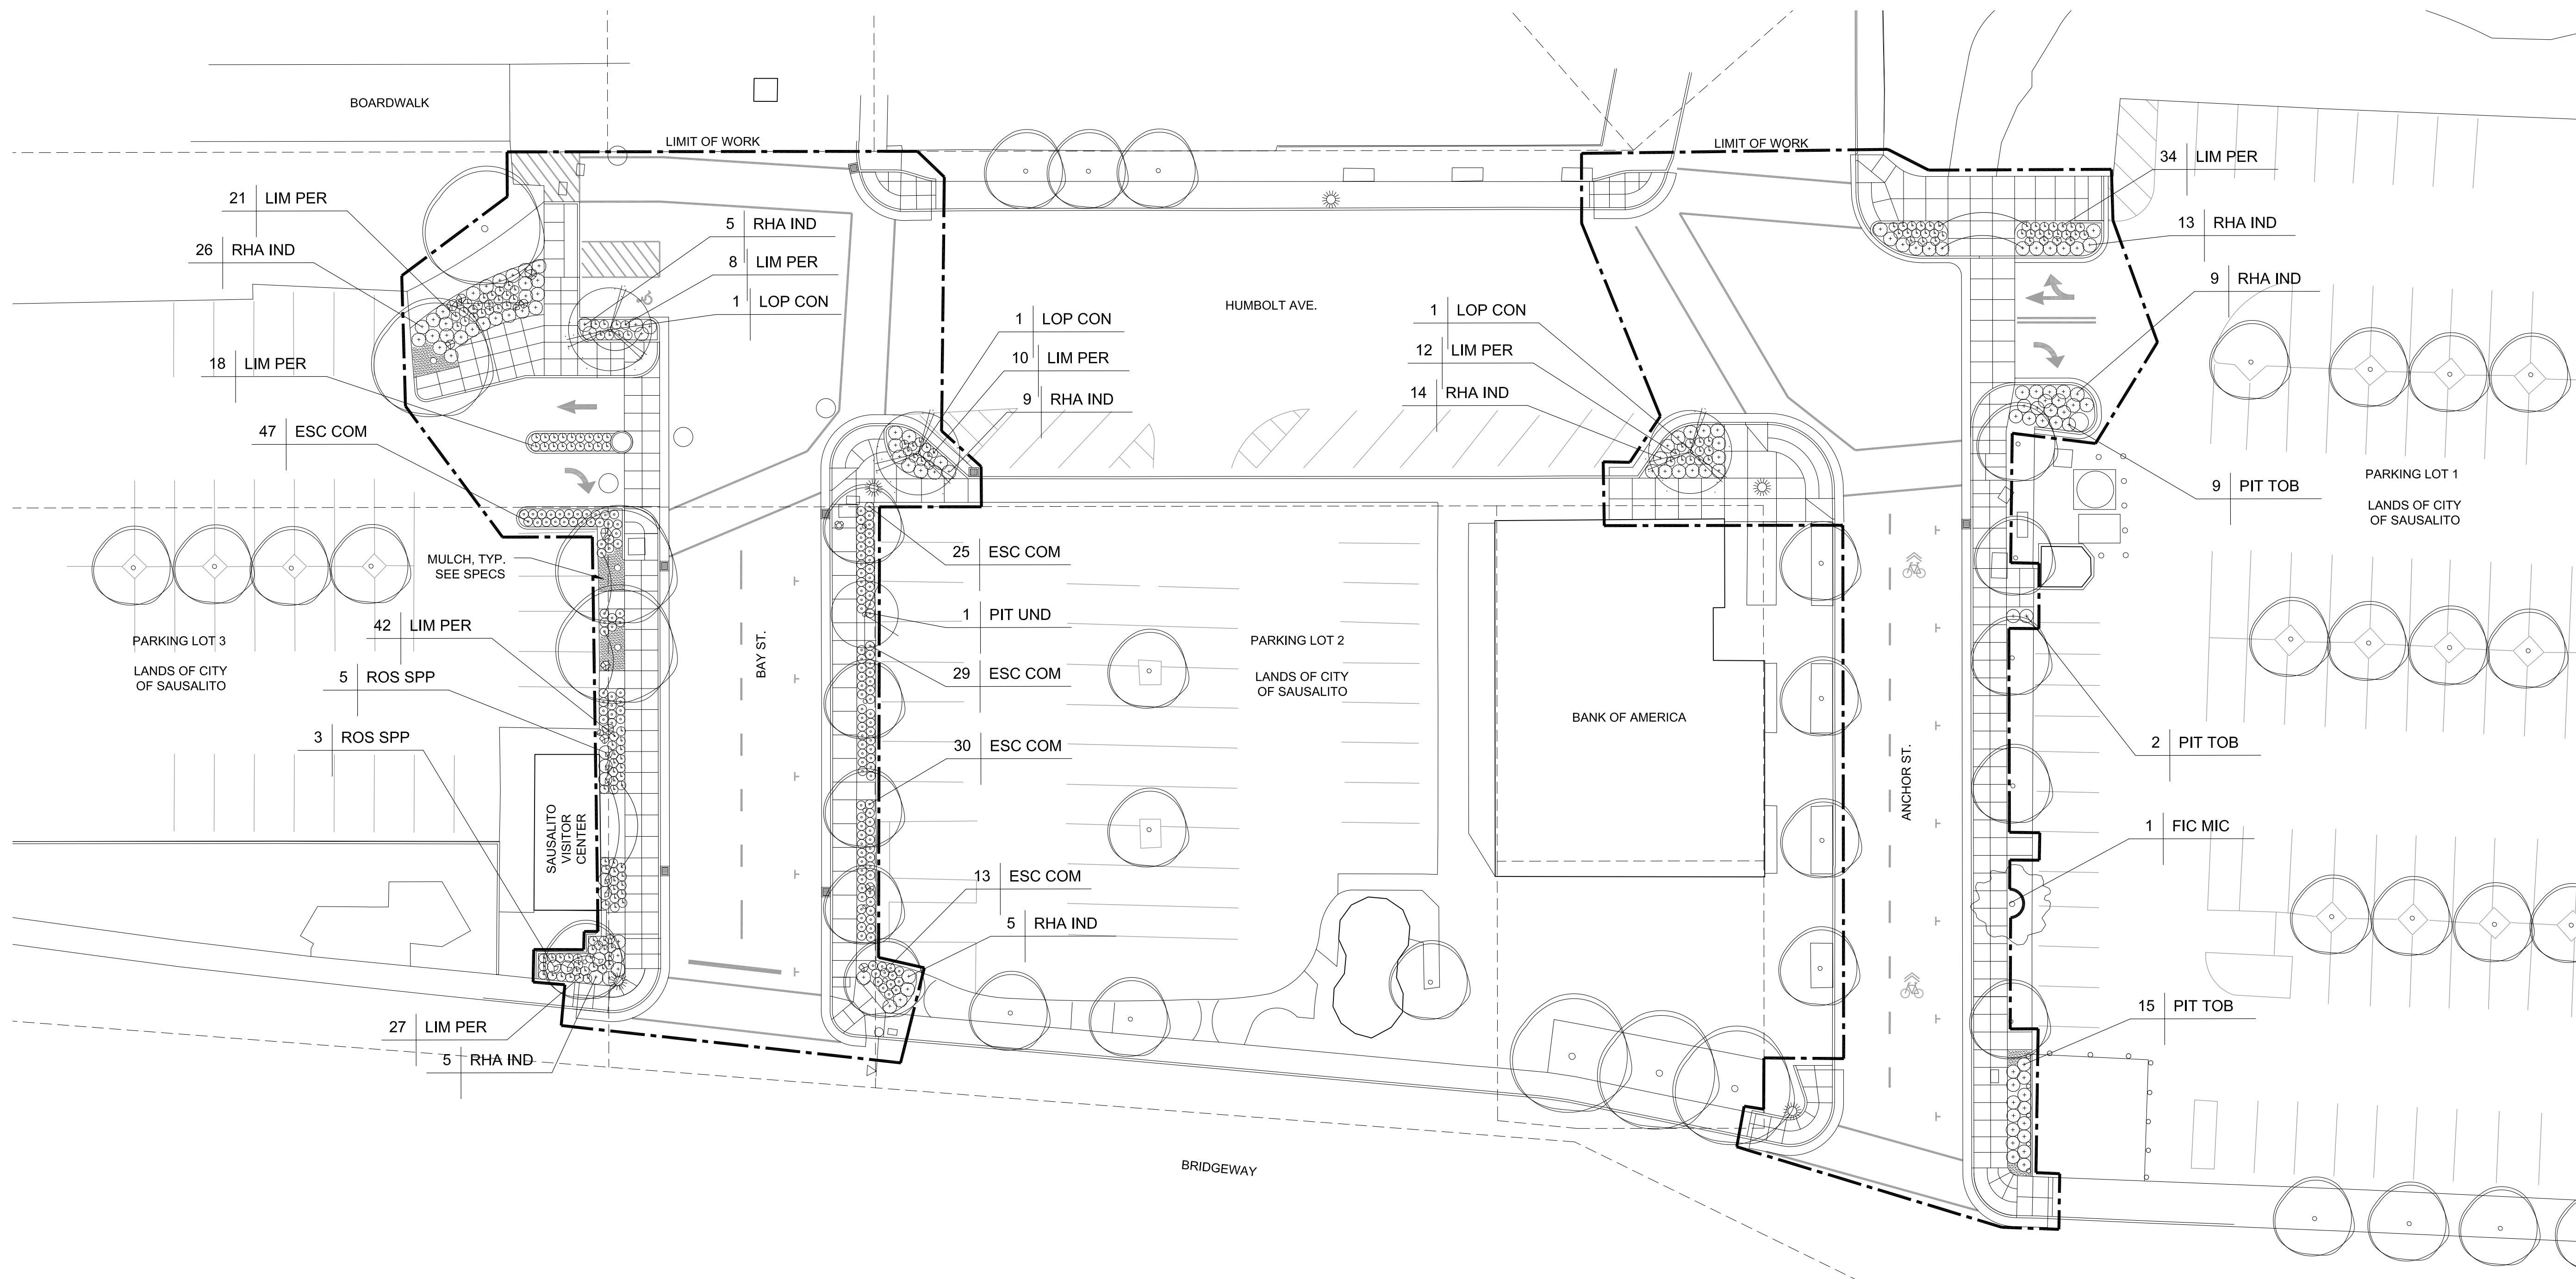 BOARDWALK
LIMIT OF WORK
LIMIT OF WORK
34 LIM PER
21 LIM PER
5 RHA IND
13 RHA IND
26 RHA IND
8 LIM PER
9 RHA IND
1 LOP CON
HUMBOLT AVE.
1 LOP CON
1 LOP CON
18 LIM PER
10 LIM PER
12 LIM PER
9 RHA IND
14 RHA IND
47 ESC COM
PARKING LOT 1
9 PIT TOB
LANDS OF CITY
OF SAUSALITO
25 ESC COM
MULCH, TYP.
SEE SPECS
1 PIT UND
42 LIM PER
PARKING LOT 3
PARKING LOT 2
BAY ST.
LANDS OF CITY
OF SAUSALITO
5 ROS SPP
29 ESC COM
LANDS OF CITY
OF SAUSALITO
BANK OF AMERICA
3 ROS SPP
30 ESC COM
2 PIT TOB
ANCHOR ST.
SAUSALITO
VISITOR
CENTER
1 FIC MIC
13 ESC COM
5 RHA IND
15 PIT TOB
27 LIM PER
5 RHA IND
BRIDGEWAY